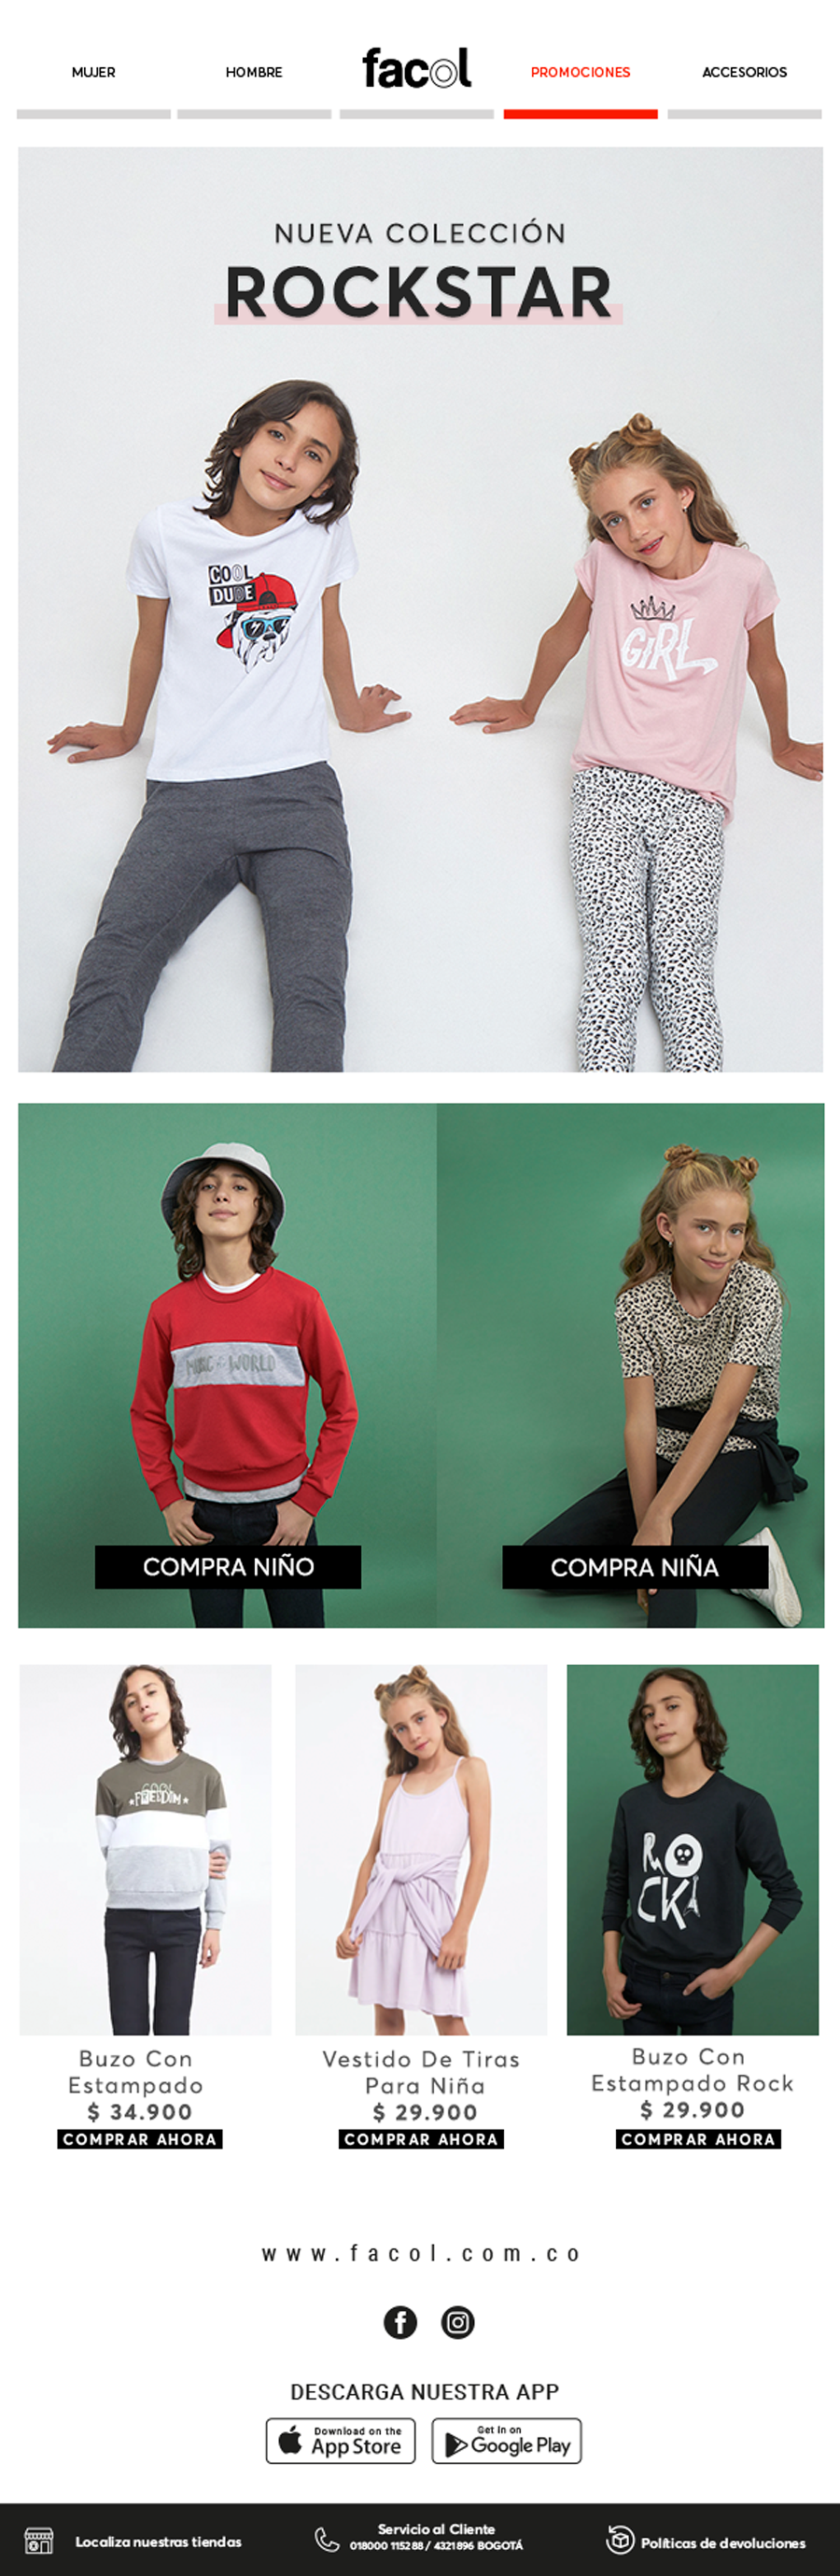 MUJER
HOMBRE
facol
PROMOCIONES
ACCESORIOS
NUEVA COLECCIÓN
ROCKSTAR
COOL
DUDE
GIRL
MUSIC WORLD
COMPRA NIÑO
COMPRA NIÑA
COOL
FREEDOM
ROCK
Buzo Con
Estampado
$ 34.900
COMPRAR AHORA
Vestido De Tiras
Para Niña
$ 29.900
COMPRAR AHORA
Buzo Con
Estampado Rock
$ 29.900
COMPRAR AHORA
www.facol.com.co
DESCARGA NUESTRA APP
Download on the
App Store
Get in on
Google Play
Localiza nuestras tiendas
Servicio al Cliente
018000 115288 / 4321896 BOGOTÁ
Políticas de devoluciones